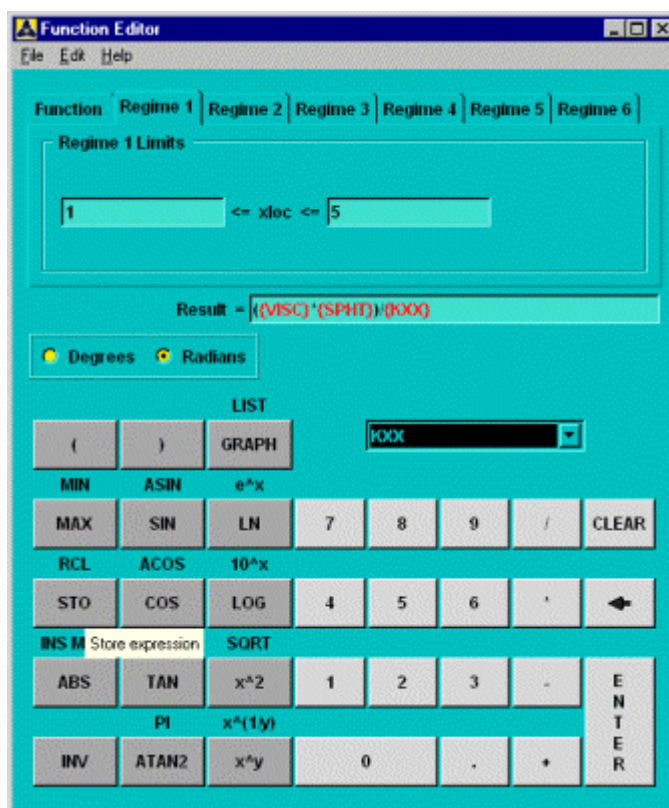 Function Editor
File Edit Help
Function Regime 1 Regime 2 Regime 3 Regime 4 Regime 5 Regime 6
Regime 1 Limits
1 <= xloc <= 5
Result = ({VISC}*{SPHT})/{KXX}
Degrees Radians
LIST
( ) GRAPH KXX
MIN ASIN e^x
MAX SIN LN 7 8 9 / CLEAR
RCL ACOS 10^x
STO COS LOG 4 5 6 *
INS M Store expression SQRT
ABS TAN x^2 1 2 3 - ENTER
PI x^(1/y)
INV ATAN2 x^y 0 . +